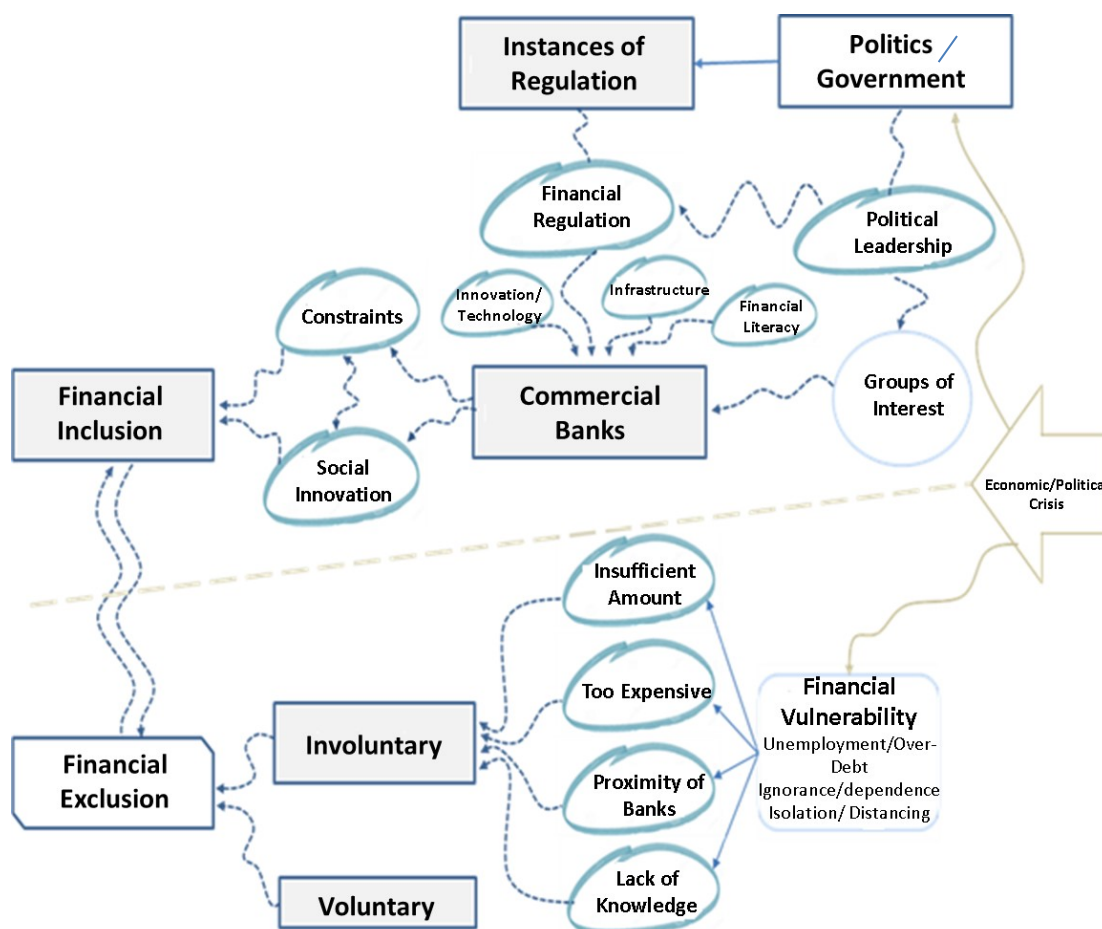 Instances of
Regulation
Politics /
Government
Financial
Regulation
Political
Leadership
Innovation/
Technology
Infrastructure
Financial
Literacy
Constraints
Financial
Inclusion
Commercial
Banks
Groups of
Interest
Social
Innovation
Economic/Political
Crisis
Insufficient
Amount
Too Expensive
Proximity of
Banks
Lack of
Knowledge
Financial
Vulnerability
Unemployment/Over-
Debt
Ignorance/dependence
Isolation/ Distancing
Involuntary
Financial
Exclusion
Voluntary